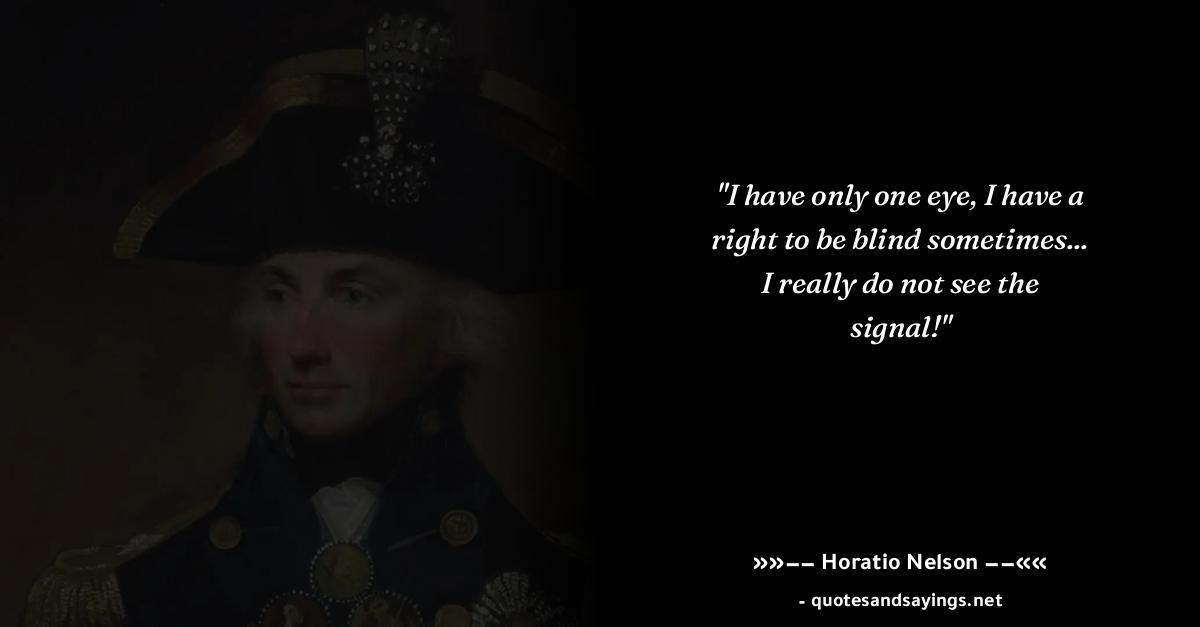 "I have only one eye, I have a
right to be blind sometimes...
I really do not see the
signal!"
»»−− Horatio Nelson −−««
- quotesandsayings.net